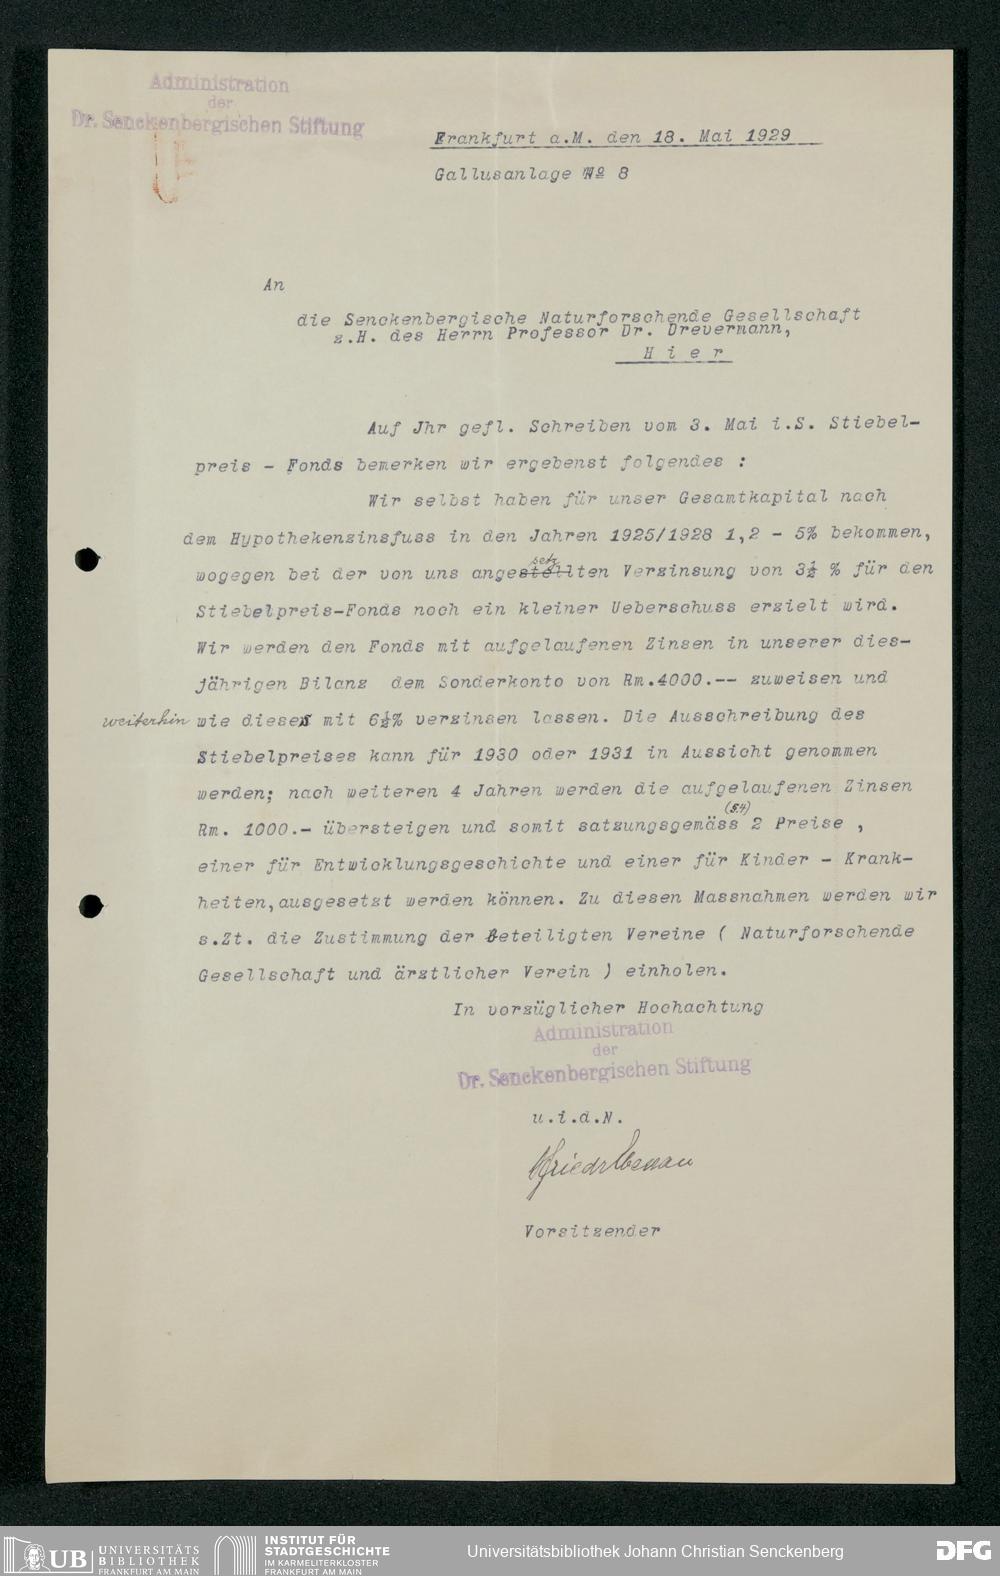 Administration
der
Dr. Senckenbergischen Stiftung
Frankfurt a.M. den 18. Mai 1929
Gallusanlage Nº 8
An
die Senckenbergische Naturforschende Gesellschaft
z.H. des Herrn Professor Dr. Drevermann,
H i e r
Auf Jhr gefl. Schreiben vom 3. Mai i.S. Stiebel-
preis - Fonds bemerken wir ergebenst folgendes :
Wir selbst haben für unser Gesamtkapital nach
dem Hypothekenzinsfuss in den Jahren 1925/1928 1,2 - 5% bekommen,
setz
wogegen bei der von uns angestellten Verzinsung von 3½ % für den
Stiebelpreis-Fonds noch ein kleiner Ueberschuss erzielt wird.
Wir werden den Fonds mit aufgelaufenen Zinsen in unserer dies-
jährigen Bilanz dem Sonderkonto von Rm.4000.-- zuweisen und
weiterhin wie dieses mit 6½% verzinsen lassen. Die Ausschreibung des
Stiebelpreises kann für 1930 oder 1931 in Aussicht genommen
werden; nach weiteren 4 Jahren werden die aufgelaufenen Zinsen
(§.4)
Rm. 1000.- übersteigen und somit satzungsgemäss 2 Preise ,
einer für Entwicklungsgeschichte und einer für Kinder - Krank-
heiten,ausgesetzt werden können. Zu diesen Massnahmen werden wir
s.Zt. die Zustimmung der Beteiligten Vereine ( Naturforschende
Gesellschaft und ärztlicher Verein ) einholen.
In vorzüglicher Hochachtung
Administration
der
Dr. Senckenbergischen Stiftung
u.i.d.N.
Vorsitzender
UB UNIVERSITÄTS
BIBLIOTHEK
FRANKFURT AM MAIN
INSTITUT FÜR
STADTGESCHICHTE
IM KARMELITERKLOSTER
FRANKFURT AM MAIN
Universitätsbibliothek Johann Christian Senckenberg
DFG